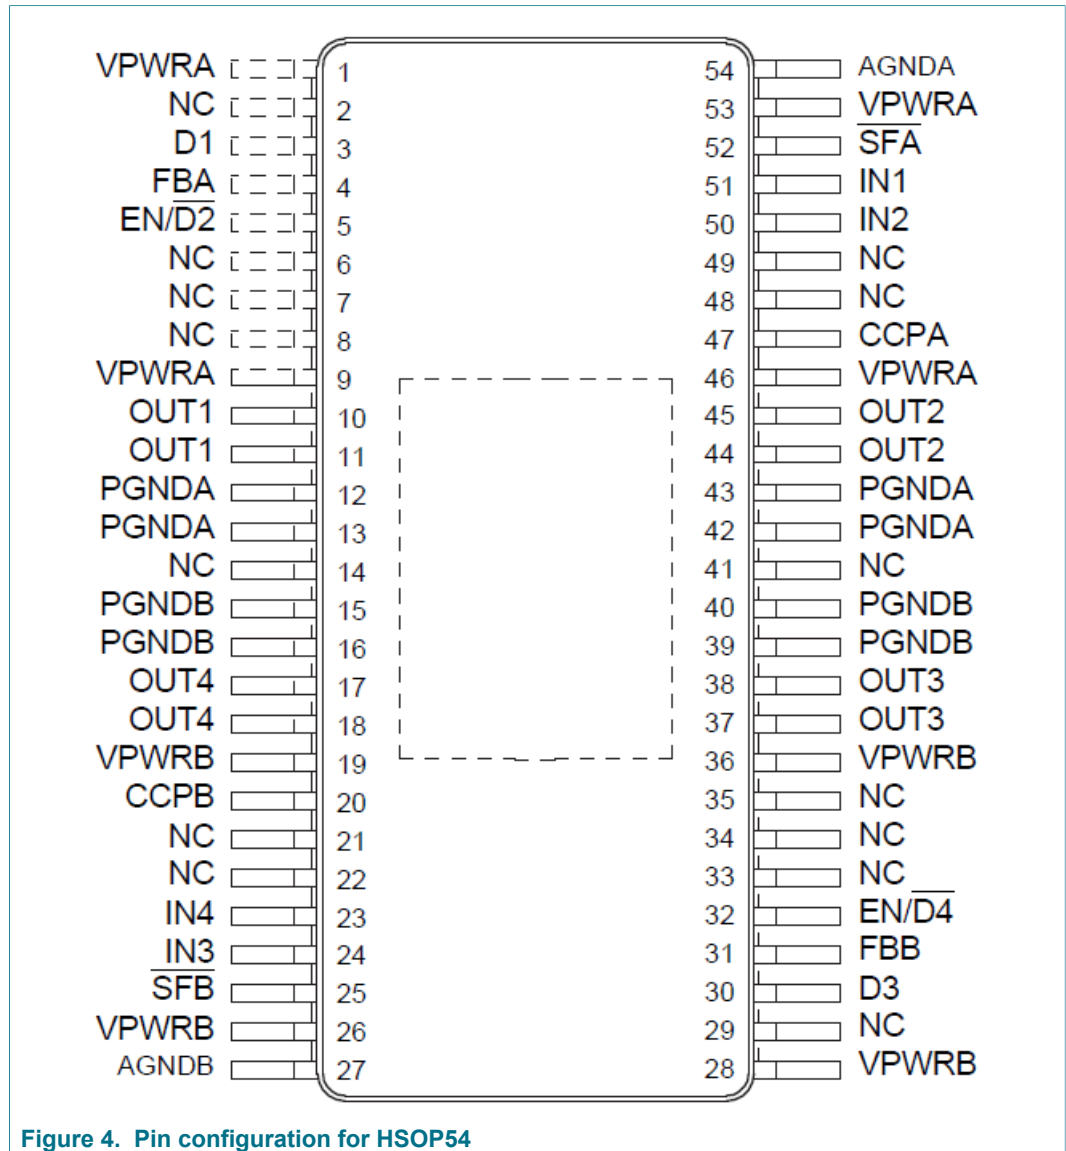 VPWRA 1 54 AGNDA
NC 2 53 VPWRA
D1 3 52 S̅F̅A̅
FBA 4 51 IN1
EN/D̅2̅ 5 50 IN2
NC 6 49 NC
NC 7 48 NC
NC 8 47 CCPA
VPWRA 9 46 VPWRA
OUT1 10 45 OUT2
OUT1 11 44 OUT2
PGNDA 12 43 PGNDA
PGNDA 13 42 PGNDA
NC 14 41 NC
PGNDB 15 40 PGNDB
PGNDB 16 39 PGNDB
OUT4 17 38 OUT3
OUT4 18 37 OUT3
VPWRB 19 36 VPWRB
CCPB 20 35 NC
NC 21 34 NC
NC 22 33 NC
IN4 23 32 EN/D̅4̅
IN3 24 31 FBB
S̅F̅B̅ 25 30 D3
VPWRB 26 29 NC
AGNDB 27 28 VPWRB
Figure 4. Pin configuration for HSOP54